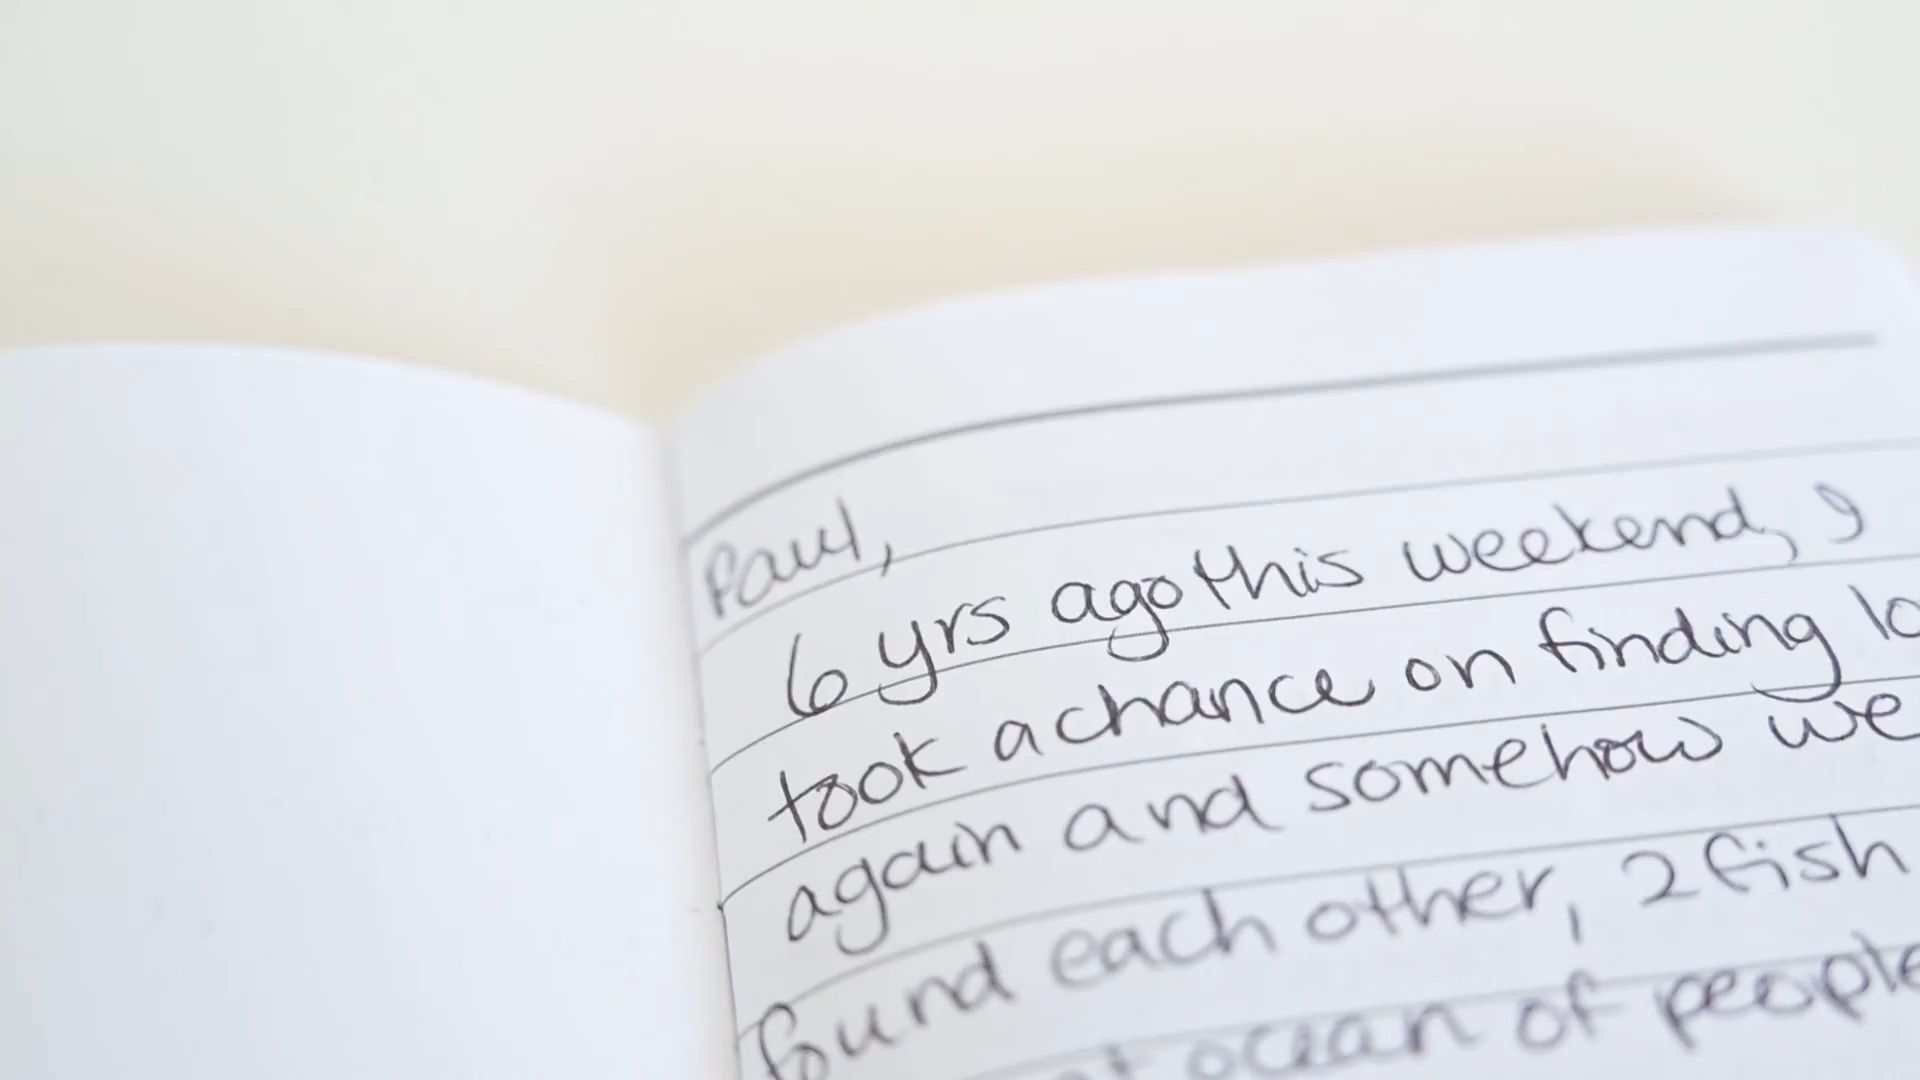 Paul,
6 yrs ago this weekend, I
took a chance on finding lo
again and somehow we
found each other, 2 fish
ocean of people